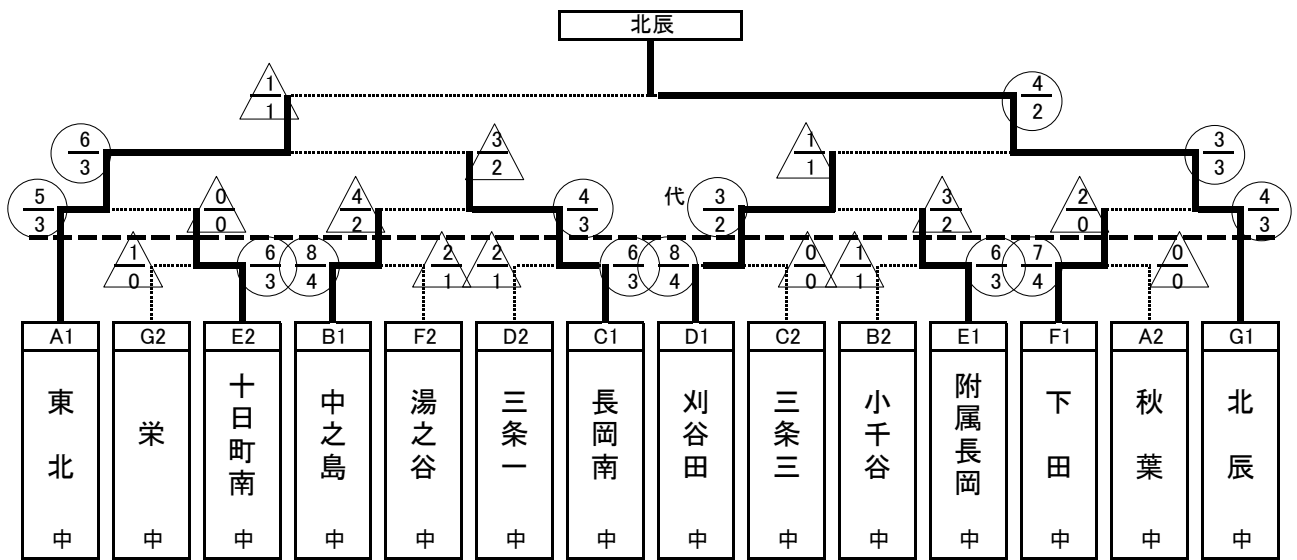 北辰
1 4
1 2
6 3 1 3
3 2 1 3
5 0 4 4 代 3 3 2 4
3 0 2 3 2 2 0 3
1 6 8 2 2 6 8 0 1 6 7 0
0 3 4 1 1 3 4 0 1 3 4 0
A1 G2 E2 B1 F2 D2 C1 D1 C2 B2 E1 F1 A2 G1
東北中
栄中
十日町南中
中之島中
湯之谷中
三条一中
長岡南中
刈谷田中
三条三中
小千谷中
附属長岡中
下田中
秋葉中
北辰中